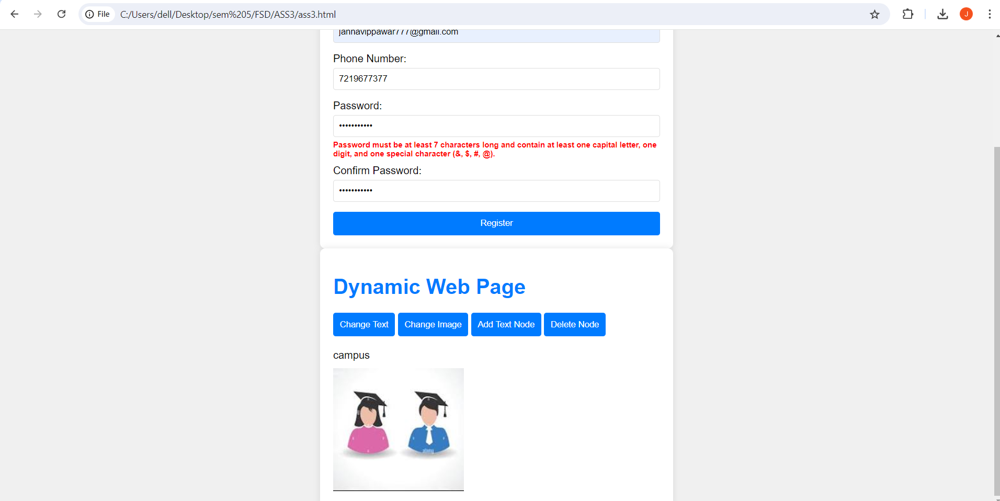 File C:/Users/dell/Desktop/sem%205/FSD/ASS3/ass3.html
J
jannavippawar777@gmail.com
Phone Number:
7219677377
Password:
•••••••••••
Password must be at least 7 characters long and contain at least one capital letter, one
digit, and one special character (&, $, #, @).
Confirm Password:
•••••••••••
Register
Dynamic Web Page
Change Text Change Image Add Text Node Delete Node
campus